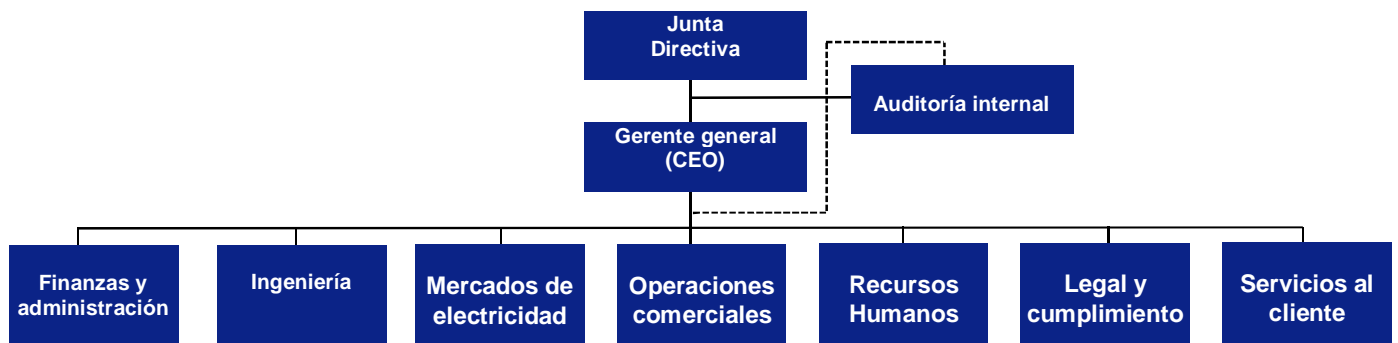 Junta
Directiva
Auditoría internal
Gerente general
(CEO)
Finanzas y
administración
Ingeniería
Mercados de
electricidad
Operaciones
comerciales
Recursos
Humanos
Legal y
cumplimiento
Servicios al
cliente